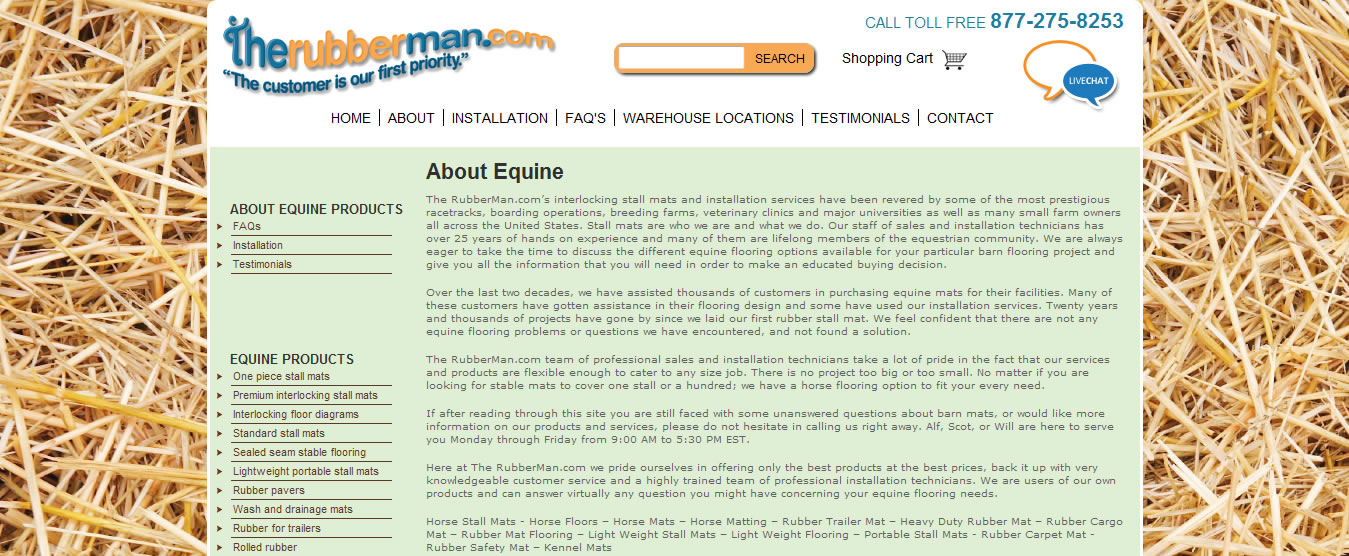 therubberman.com
"The customer is our first priority."
CALL TOLL FREE 877-275-8253
SEARCH
Shopping Cart
LIVECHAT
HOME | ABOUT | INSTALLATION | FAQ'S | WAREHOUSE LOCATIONS | TESTIMONIALS | CONTACT
ABOUT EQUINE PRODUCTS
FAQs
Installation
Testimonials
EQUINE PRODUCTS
One piece stall mats
Premium interlocking stall mats
Interlocking floor diagrams
Standard stall mats
Sealed seam stable flooring
Lightweight portable stall mats
Rubber pavers
Wash and drainage mats
Rubber for trailers
Rolled rubber
About Equine
The RubberMan.com’s interlocking stall mats and installation services have been revered by some of the most prestigious
racetracks, boarding operations, breeding farms, veterinary clinics and major universities as well as many small farm owners
all across the United States. Stall mats are who we are and what we do. Our staff of sales and installation technicians has
over 25 years of hands on experience and many of them are lifelong members of the equestrian community. We are always
eager to take the time to discuss the different equine flooring options available for your particular barn flooring project and
give you all the information that you will need in order to make an educated buying decision.
Over the last two decades, we have assisted thousands of customers in purchasing equine mats for their facilities. Many of
these customers have gotten assistance in their flooring design and some have used our installation services. Twenty years
and thousands of projects have gone by since we laid our first rubber stall mat. We feel confident that there are not any
equine flooring problems or questions we have encountered, and not found a solution.
The RubberMan.com team of professional sales and installation technicians take a lot of pride in the fact that our services
and products are flexible enough to cater to any size job. There is no project too big or too small. No matter if you are
looking for stable mats to cover one stall or a hundred; we have a horse flooring option to fit your every need.
If after reading through this site you are still faced with some unanswered questions about barn mats, or would like more
information on our products and services, please do not hesitate in calling us right away. Alf, Scot, or Will are here to serve
you Monday through Friday from 9:00 AM to 5:30 PM EST.
Here at The RubberMan.com we pride ourselves in offering only the best products at the best prices, back it up with very
knowledgeable customer service and a highly trained team of professional installation technicians. We are users of our own
products and can answer virtually any question you might have concerning your equine flooring needs.
Horse Stall Mats - Horse Floors – Horse Mats – Horse Matting – Rubber Trailer Mat – Heavy Duty Rubber Mat – Rubber Cargo
Mat – Rubber Mat Flooring – Light Weight Stall Mats – Light Weight Flooring – Portable Stall Mats - Rubber Carpet Mat -
Rubber Safety Mat – Kennel Mats